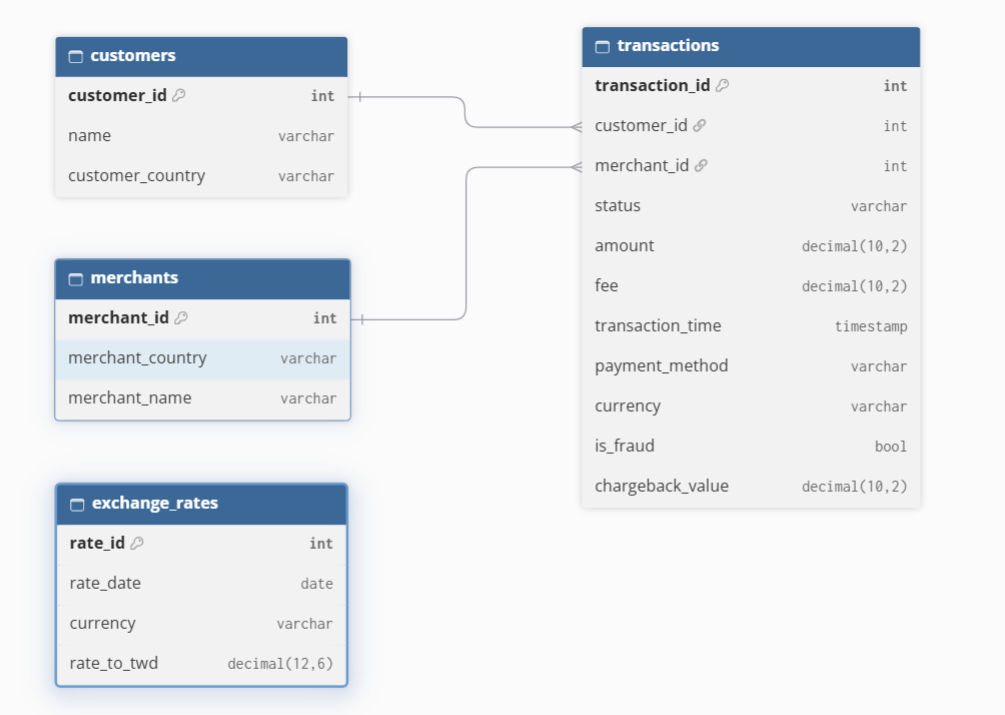 customers
customer_id int
name varchar
customer_country varchar
merchants
merchant_id int
merchant_country varchar
merchant_name varchar
exchange_rates
rate_id int
rate_date date
currency varchar
rate_to_twd decimal(12,6)
transactions
transaction_id int
customer_id int
merchant_id int
status varchar
amount decimal(10,2)
fee decimal(10,2)
transaction_time timestamp
payment_method varchar
currency varchar
is_fraud bool
chargeback_value decimal(10,2)